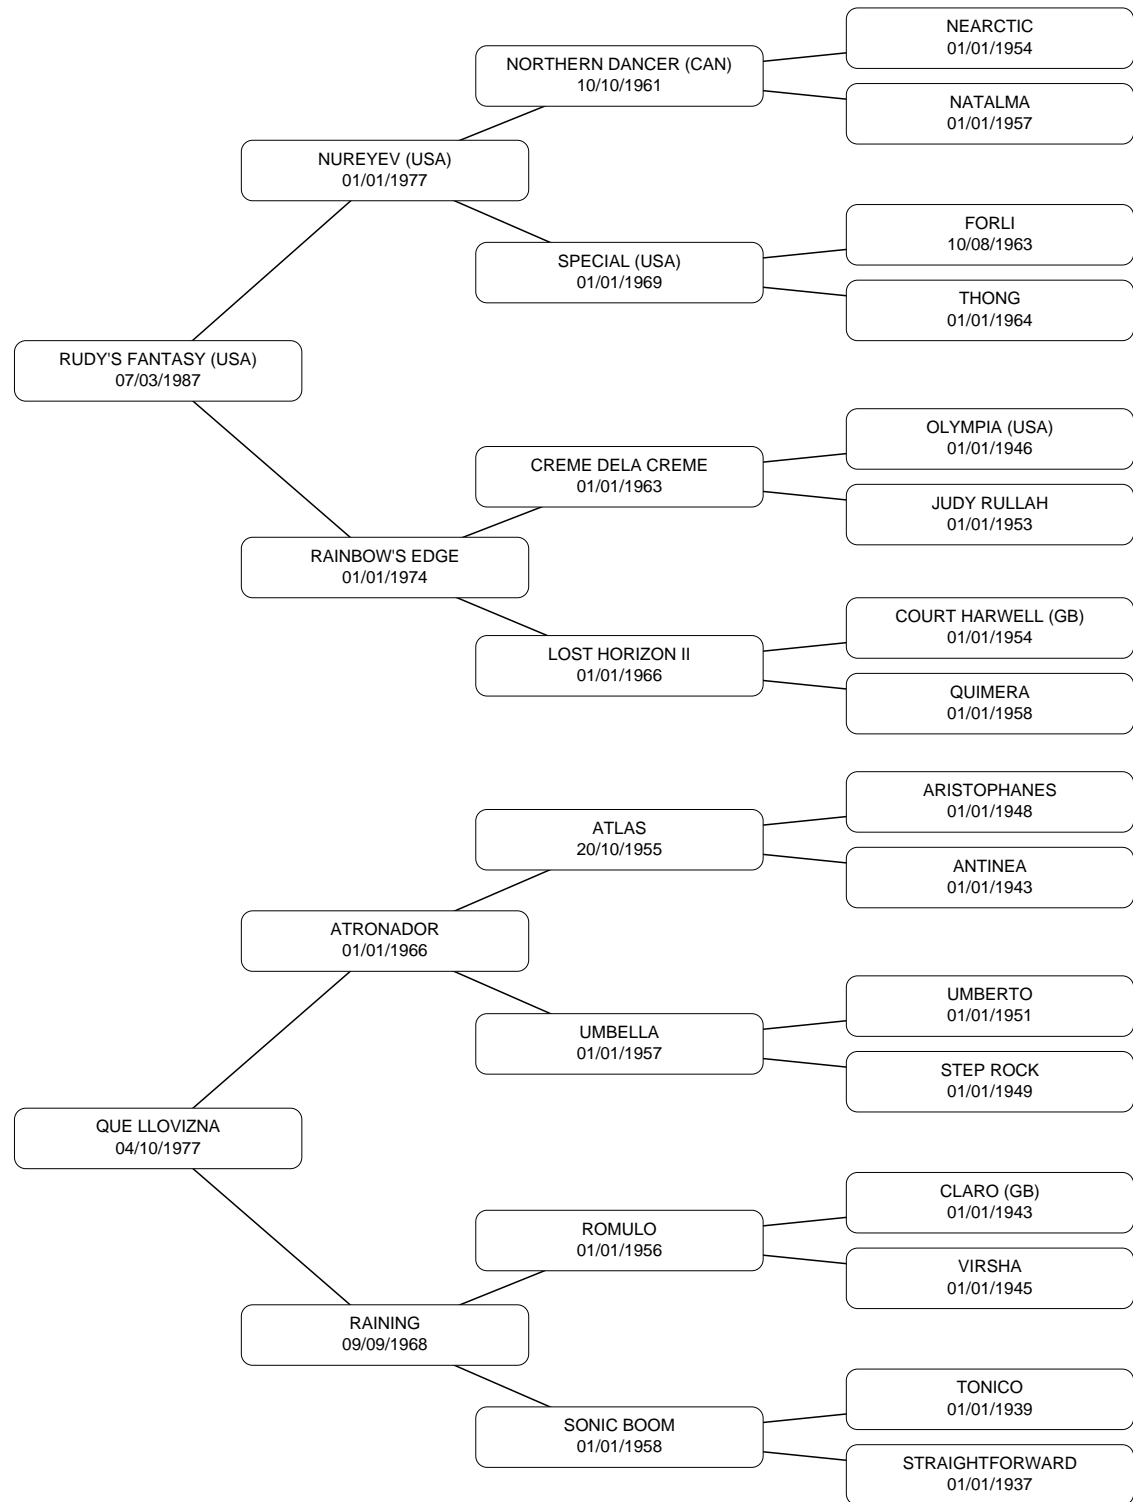 NEARCTIC
01/01/1954
NORTHERN DANCER (CAN)
10/10/1961
NATALMA
01/01/1957
NUREYEV (USA)
01/01/1977
FORLI
10/08/1963
SPECIAL (USA)
01/01/1969
THONG
01/01/1964
RUDY'S FANTASY (USA)
07/03/1987
OLYMPIA (USA)
01/01/1946
CREME DELA CREME
01/01/1963
JUDY RULLAH
01/01/1953
RAINBOW'S EDGE
01/01/1974
COURT HARWELL (GB)
01/01/1954
LOST HORIZON II
01/01/1966
QUIMERA
01/01/1958
ARISTOPHANES
01/01/1948
ATLAS
20/10/1955
ANTINEA
01/01/1943
ATRONADOR
01/01/1966
UMBERTO
01/01/1951
UMBELLA
01/01/1957
STEP ROCK
01/01/1949
QUE LLOVIZNA
04/10/1977
CLARO (GB)
01/01/1943
ROMULO
01/01/1956
VIRSHA
01/01/1945
RAINING
09/09/1968
TONICO
01/01/1939
SONIC BOOM
01/01/1958
STRAIGHTFORWARD
01/01/1937